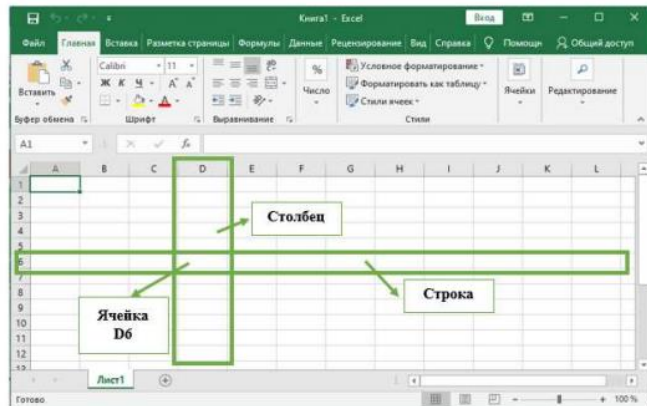 Книга1 - Excel
Вход
Файл Главная Вставка Разметка страницы Формулы Данные Рецензирование Вид Справка Помощн Общий доступ
Вставить
Calibri 11
Ж К Ч
A A
A
Число
%
Условное форматирование
Форматировать как таблицу
Стили ячеек
Ячейки
Редактирование
Буфер обмена Шрифт Выравнивание Стили
A1
fx
A B C D E F G H I J K L
1
2
3
4
5
6
7
8
9
10
11
12
13
Столбец
Строка
Ячейка
D6
Лист1
Готово
100 %